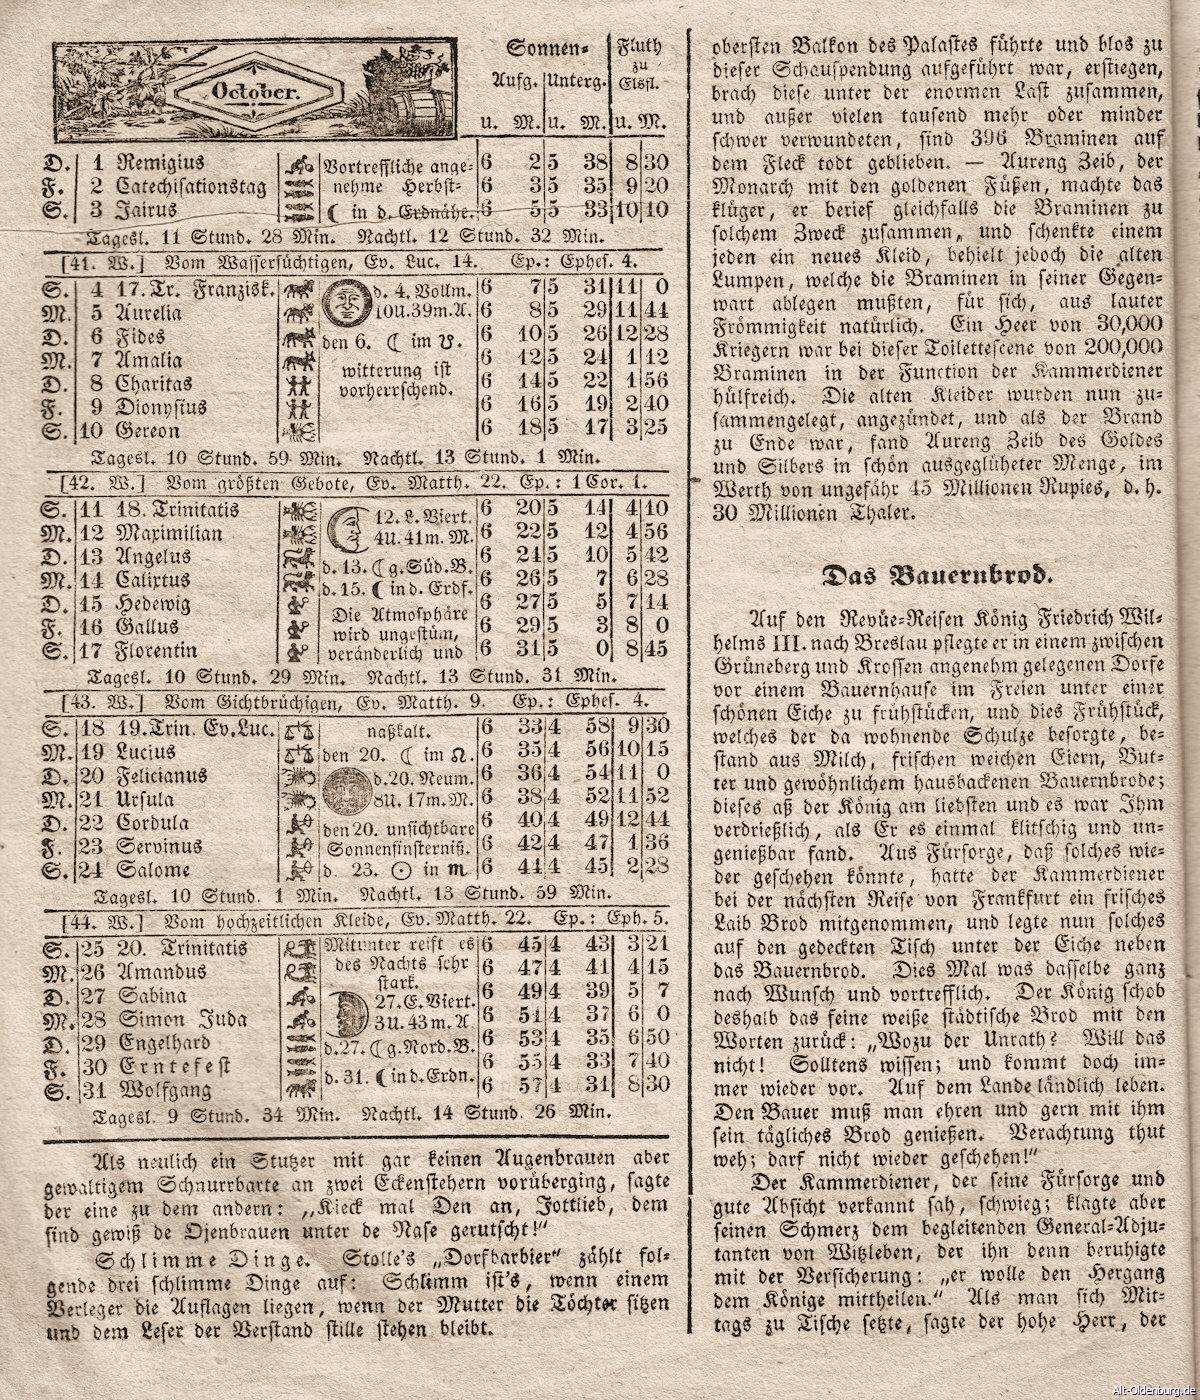 October.
Sonnen- Fluth
zu
Aufg. Unterg. Elsfl.
u. M. u. M. u. M.
D. 1 Remigius Vortreffliche ange- 6 2 5 38 8 30
F. 2 Catechisationstag nehme Herbst- 6 3 5 35 9 20
S. 3 Jairus ☾ in d. Erdnähe. 6 5 5 33 10 10
Tagesl. 11 Stund. 28 Min. Nachtl. 12 Stund. 32 Min.
[41. W.] Vom Wassersüchtigen, Ev. Luc. 14. Ep.: Ephes. 4.
S. 4 17. Tr. Franzisk. d. 4. Vollm. 6 7 5 31 11 0
M. 5 Aurelia 10u.39m.A. 6 8 5 29 11 44
D. 6 Fides den 6. ☾ im ☋. 6 10 5 26 12 28
M. 7 Amalia witterung ist 6 12 5 24 1 12
D. 8 Charitas vorherrschend. 6 14 5 22 1 56
F. 9 Dionysius 6 16 5 19 2 40
S. 10 Gereon 6 18 5 17 3 25
Tagesl. 10 Stund. 59 Min. Nachtl. 13 Stund. 1 Min.
[42. W.] Vom größten Gebote, Ev. Matth. 22. Ep.: 1 Cor. 1.
S. 11 18. Trinitatis 12. L. Viert. 6 20 5 14 4 10
M. 12 Maximilian 4u.41m.M. 6 22 5 12 4 56
D. 13 Angelus d. 13. ☾ g. Süd. B. 6 24 5 10 5 42
M. 14 Calixtus d. 15. ☾ in d. Erdf. 6 26 5 7 6 28
D. 15 Hedewig Die Atmosphäre 6 27 5 5 7 14
F. 16 Gallus wird ungestüm, 6 29 5 3 8 0
S. 17 Florentin veränderlich und 6 31 5 0 8 45
Tagesl. 10 Stund. 29 Min. Nachtl. 13 Stund. 31 Min.
[43. W.] Vom Gichtbrüchigen, Ev. Matth. 9. Ep.: Ephes. 4.
S. 18 19. Trin. Ev. Luc. naßkalt. 6 33 4 58 9 30
M. 19 Lucius den 20. ☾ im ☊. 6 35 4 56 10 15
D. 20 Felicianus d. 20. Neum. 6 36 4 54 11 0
M. 21 Ursula 8u. 17m. M. 6 38 4 52 11 52
D. 22 Cordula den 20. unsichtbare 6 40 4 49 12 44
F. 23 Servinus Sonnenfinsterniß. 6 42 4 47 1 36
S. 24 Salome d. 23. ☉ in ♏ 6 44 4 45 2 28
Tagesl. 10 Stund. 1 Min. Nachtl. 13 Stund. 59 Min.
[44. W.] Vom hochzeitlichen Kleide, Ev. Matth. 22. Ep.: Eph. 5.
S. 25 20. Trinitatis Mitunter reift es 6 45 4 43 3 21
M. 26 Amandus des Nachts sehr 6 47 4 41 4 15
stark.
D. 27 Sabina 27. E. Viert. 6 49 4 39 5 7
M. 28 Simon Juda 3u. 43m. A 6 51 4 37 6 0
D. 29 Engelhard d. 27. ☾ g. Nord. B. 6 53 4 35 6 50
F. 30 Erntefest 6 55 4 33 7 40
S. 31 Wolfgang d. 31. ☾ in d. Erdn. 6 57 4 31 8 30
Tagesl. 9 Stund. 34 Min. Nachtl. 14 Stund. 26 Min.
Als neulich ein Stutzer mit gar keinen Augenbrauen aber
gewaltigem Schnurrbarte an zwei Eckenstehern vorüberging, sagte
der eine zu dem andern: „Kieck mal Den an, Jottlieb, dem
sind gewiß de Ojenbrauen unter de Nase gerutscht!“
Schlimme Dinge. Stolle's „Dorfbarbier“ zählt fol-
gende drei schlimme Dinge auf: Schlimm ist's, wenn einem
Verleger die Auflagen liegen, wenn der Mutter die Töchter sitzen
und dem Leser der Verstand stille stehen bleibt.
obersten Balkon des Palastes führte und blos zu
dieser Schauspendung aufgeführt war, erstiegen,
brach diese unter der enormen Last zusammen,
und außer vielen tausend mehr oder minder
schwer verwundeten, sind 396 Braminen auf
dem Fleck todt geblieben. — Aureng Zeib, der
Monarch mit den goldenen Füßen, machte das
klüger, er berief gleichfalls die Braminen zu
solchem Zweck zusammen, und schenkte einem
jeden ein neues Kleid, behielt jedoch die alten
Lumpen, welche die Braminen in seiner Gegen-
wart ablegen mußten, für sich, aus lauter
Frömmigkeit natürlich. Ein Heer von 30,000
Kriegern war bei dieser Toilettescene von 200,000
Braminen in der Function der Kammerdiener
hülfreich. Die alten Kleider wurden nun zu-
sammengelegt, angezündet, und als der Brand
zu Ende war, fand Aureng Zeib des Goldes
und Silbers in schön ausgeglüheter Menge, im
Werth von ungefähr 45 Millionen Rupies, d. h.
30 Millionen Thaler.
Das Bauernbrod.
Auf den Revüe-Reisen König Friedrich Wil-
helms III. nach Breslau pflegte er in einem zwischen
Grüneberg und Krossen angenehm gelegenen Dorfe
vor einem Bauernhause im Freien unter einer
schönen Eiche zu frühstücken, und dies Frühstück,
welches der da wohnende Schulze besorgte, be-
stand aus Milch, frischen weichen Eiern, But-
ter und gewöhnlichem hausbackenen Bauernbrode;
dieses aß der König am liebsten und es war Ihm
verdrießlich, als Er es einmal klitschig und un-
genießbar fand. Aus Fürsorge, daß solches wie-
der geschehen könnte, hatte der Kammerdiener
bei der nächsten Reise von Frankfurt ein frisches
Laib Brod mitgenommen, und legte nun solches
auf den gedeckten Tisch unter der Eiche neben
das Bauernbrod. Dies Mal was dasselbe ganz
nach Wunsch und vortrefflich. Der König schob
deshalb das feine weiße städtische Brod mit den
Worten zurück: „Wozu der Unrath? Will das
nicht! Solltens wissen; und kommt doch im-
mer wieder vor. Auf dem Lande ländlich leben.
Den Bauer muß man ehren und gern mit ihm
sein tägliches Brod genießen. Verachtung thut
weh; darf nicht wieder geschehen!“
Der Kammerdiener, der seine Fürsorge und
gute Absicht verkannt sah, schwieg; klagte aber
seinen Schmerz dem begleitenden General-Adju-
tanten von Witzleben, der ihn denn beruhigte
mit der Versicherung: „er wolle den Hergang
dem Könige mittheilen.“ Als man sich Mit-
tags zu Tische setzte, sagte der hohe Herr, der
Alt-Oldenburg.de